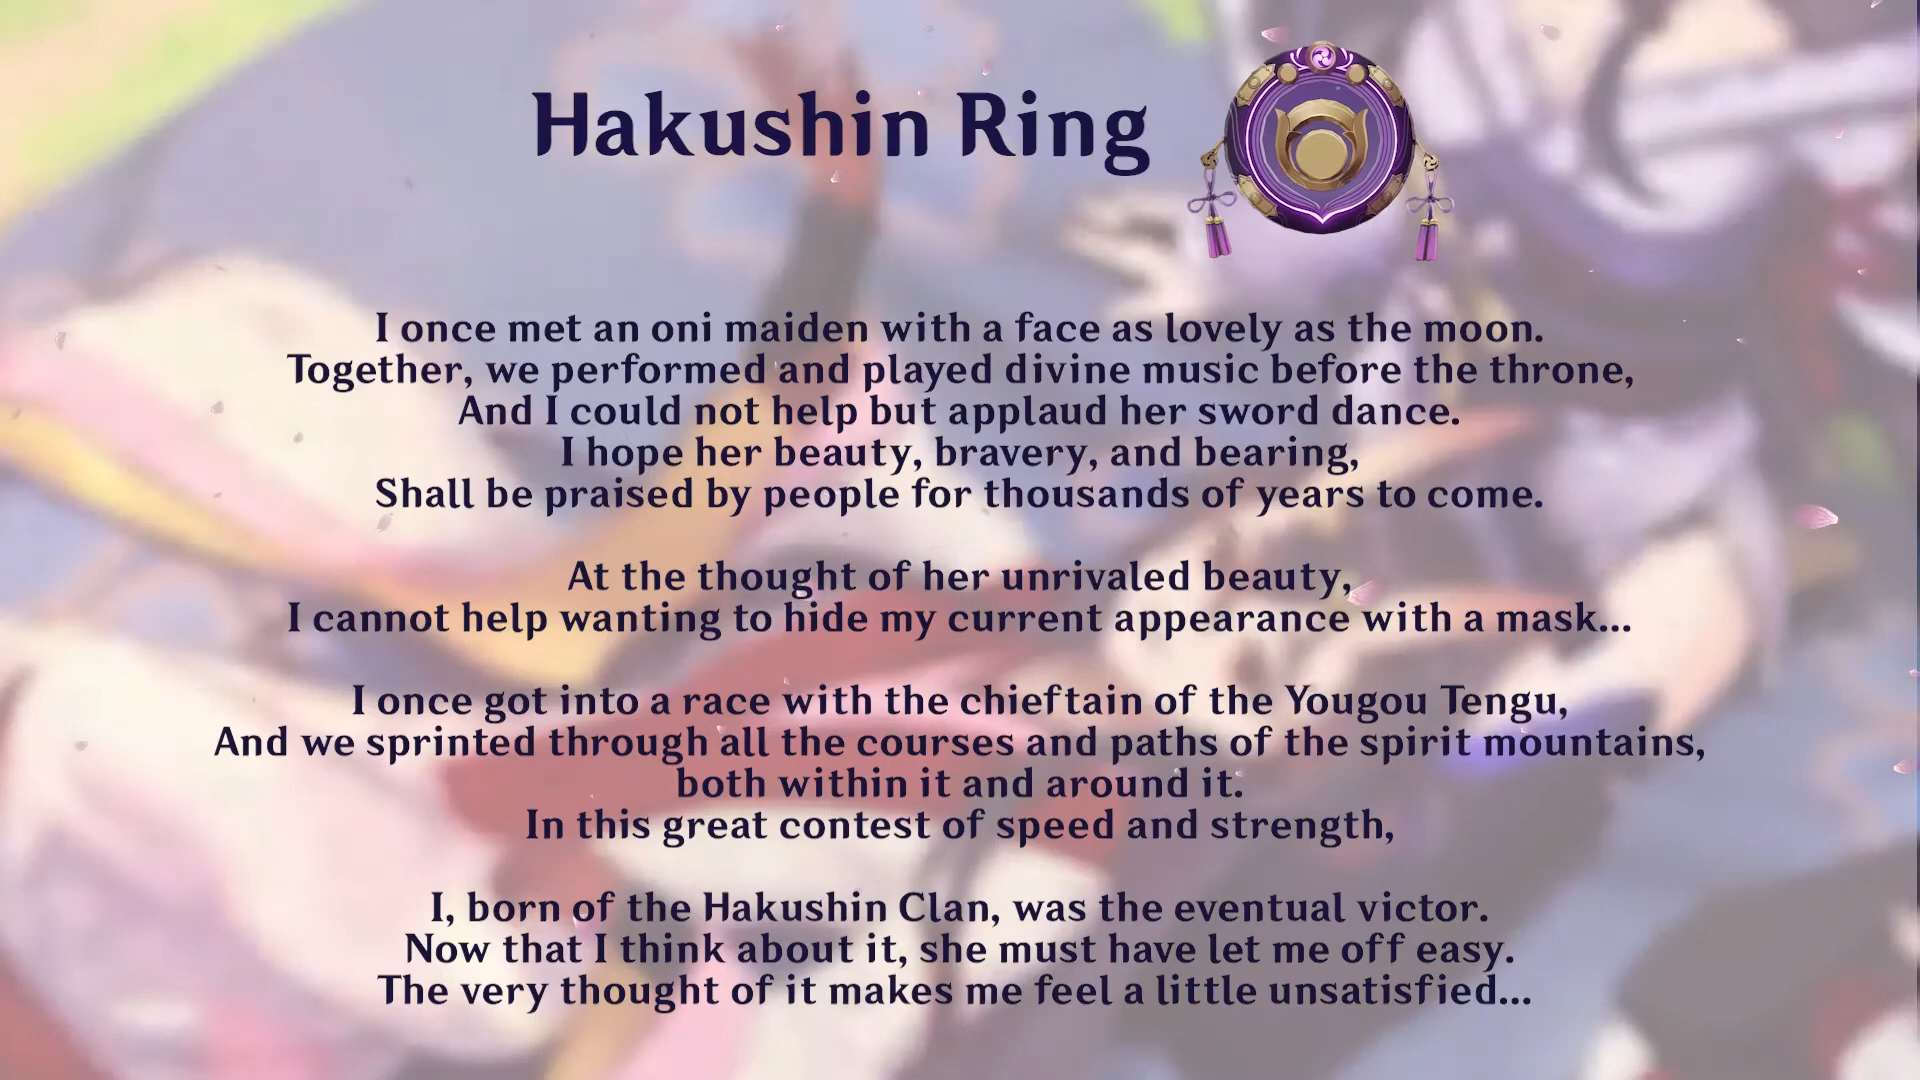 Hakushin Ring
I once met an oni maiden with a face as lovely as the moon.
Together, we performed and played divine music before the throne,
And I could not help but applaud her sword dance.
I hope her beauty, bravery, and bearing,
Shall be praised by people for thousands of years to come.
At the thought of her unrivaled beauty,
I cannot help wanting to hide my current appearance with a mask...
I once got into a race with the chieftain of the Yougou Tengu,
And we sprinted through all the courses and paths of the spirit mountains,
both within it and around it.
In this great contest of speed and strength,
I, born of the Hakushin Clan, was the eventual victor.
Now that I think about it, she must have let me off easy.
The very thought of it makes me feel a little unsatisfied...